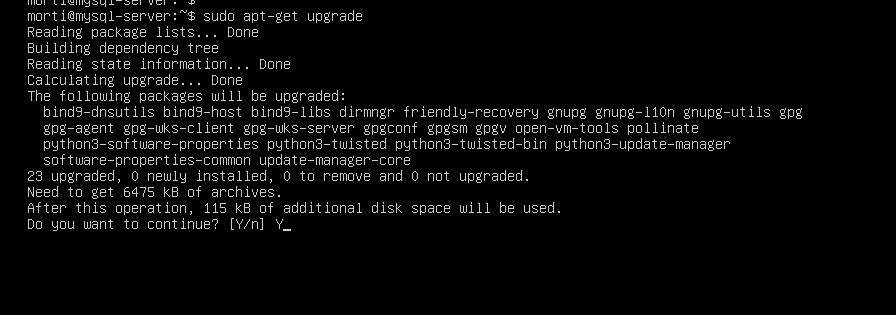 morti@mysql-server:~$
morti@mysql-server:~$ sudo apt-get upgrade
Reading package lists... Done
Building dependency tree
Reading state information... Done
Calculating upgrade... Done
The following packages will be upgraded:
  bind9-dnsutils bind9-host bind9-libs dirmngr friendly-recovery gnupg gnupg-l10n gnupg-utils gpg
  gpg-agent gpg-wks-client gpg-wks-server gpgconf gpgsm gpgv open-vm-tools pollinate
  python3-software-properties python3-twisted python3-twisted-bin python3-update-manager
  software-properties-common update-manager-core
23 upgraded, 0 newly installed, 0 to remove and 0 not upgraded.
Need to get 6475 kB of archives.
After this operation, 115 kB of additional disk space will be used.
Do you want to continue? [Y/n] Y_